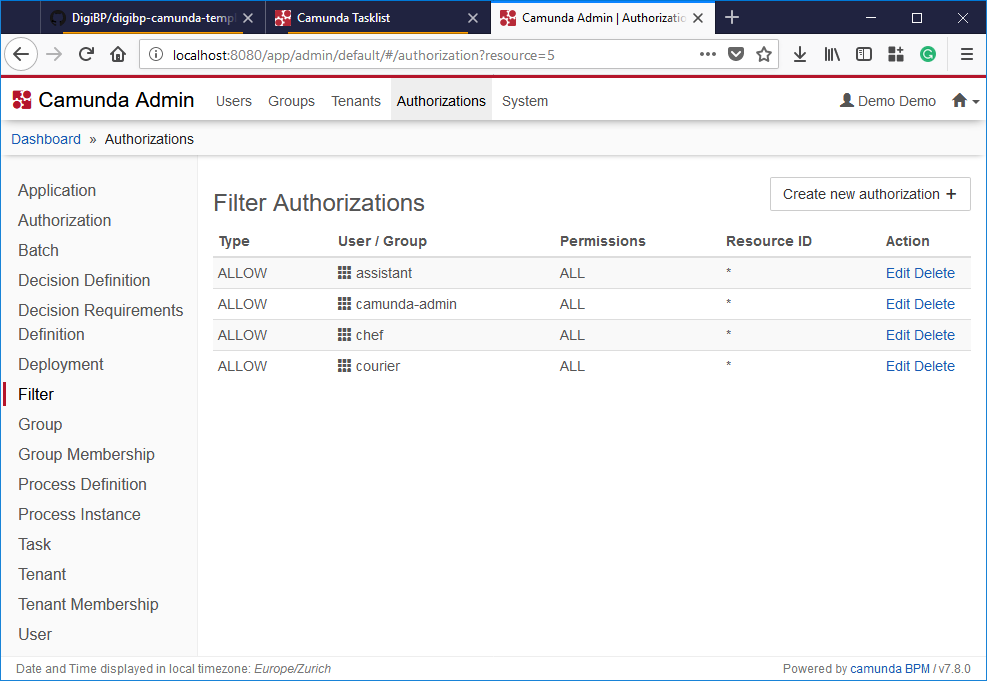 DigiBP/digibp-camunda-templ
Camunda Tasklist
Camunda Admin | Authorizatio
localhost:8080/app/admin/default/#/authorization?resource=5
Camunda Admin Users Groups Tenants Authorizations System Demo Demo
Dashboard » Authorizations
Application
Authorization
Batch
Decision Definition
Decision Requirements
Definition
Deployment
Filter
Group
Group Membership
Process Definition
Process Instance
Task
Tenant
Tenant Membership
User
Filter Authorizations
Create new authorization +
Type User / Group Permissions Resource ID Action
ALLOW assistant ALL * Edit Delete
ALLOW camunda-admin ALL * Edit Delete
ALLOW chef ALL * Edit Delete
ALLOW courier ALL * Edit Delete
Date and Time displayed in local timezone: Europe/Zurich
Powered by camunda BPM / v7.8.0